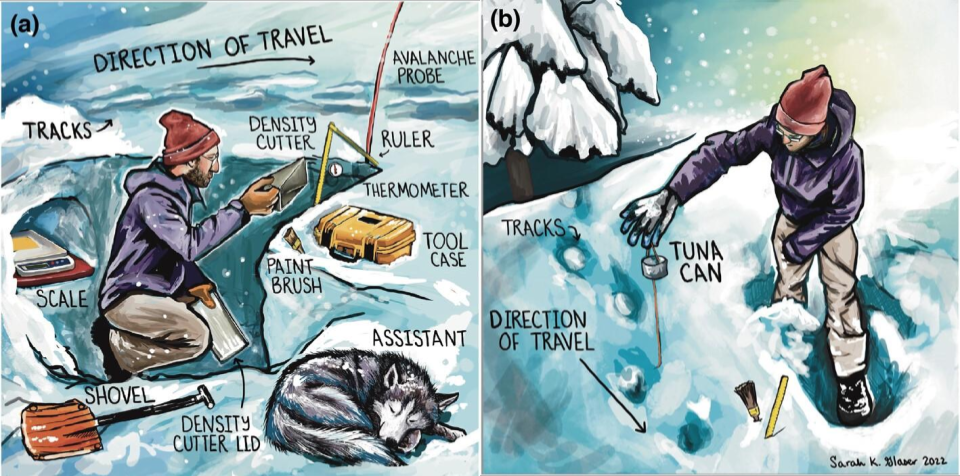 (a)
DIRECTION OF TRAVEL
AVALANCHE
PROBE
TRACKS
DENSITY
CUTTER
RULER
THERMOMETER
TOOL
CASE
PAINT
BRUSH
SCALE
ASSISTANT
SHOVEL
DENSITY
CUTTER LID
(b)
TRACKS
TUNA
CAN
DIRECTION
OF TRAVEL
Sarah K. Glaser 2022